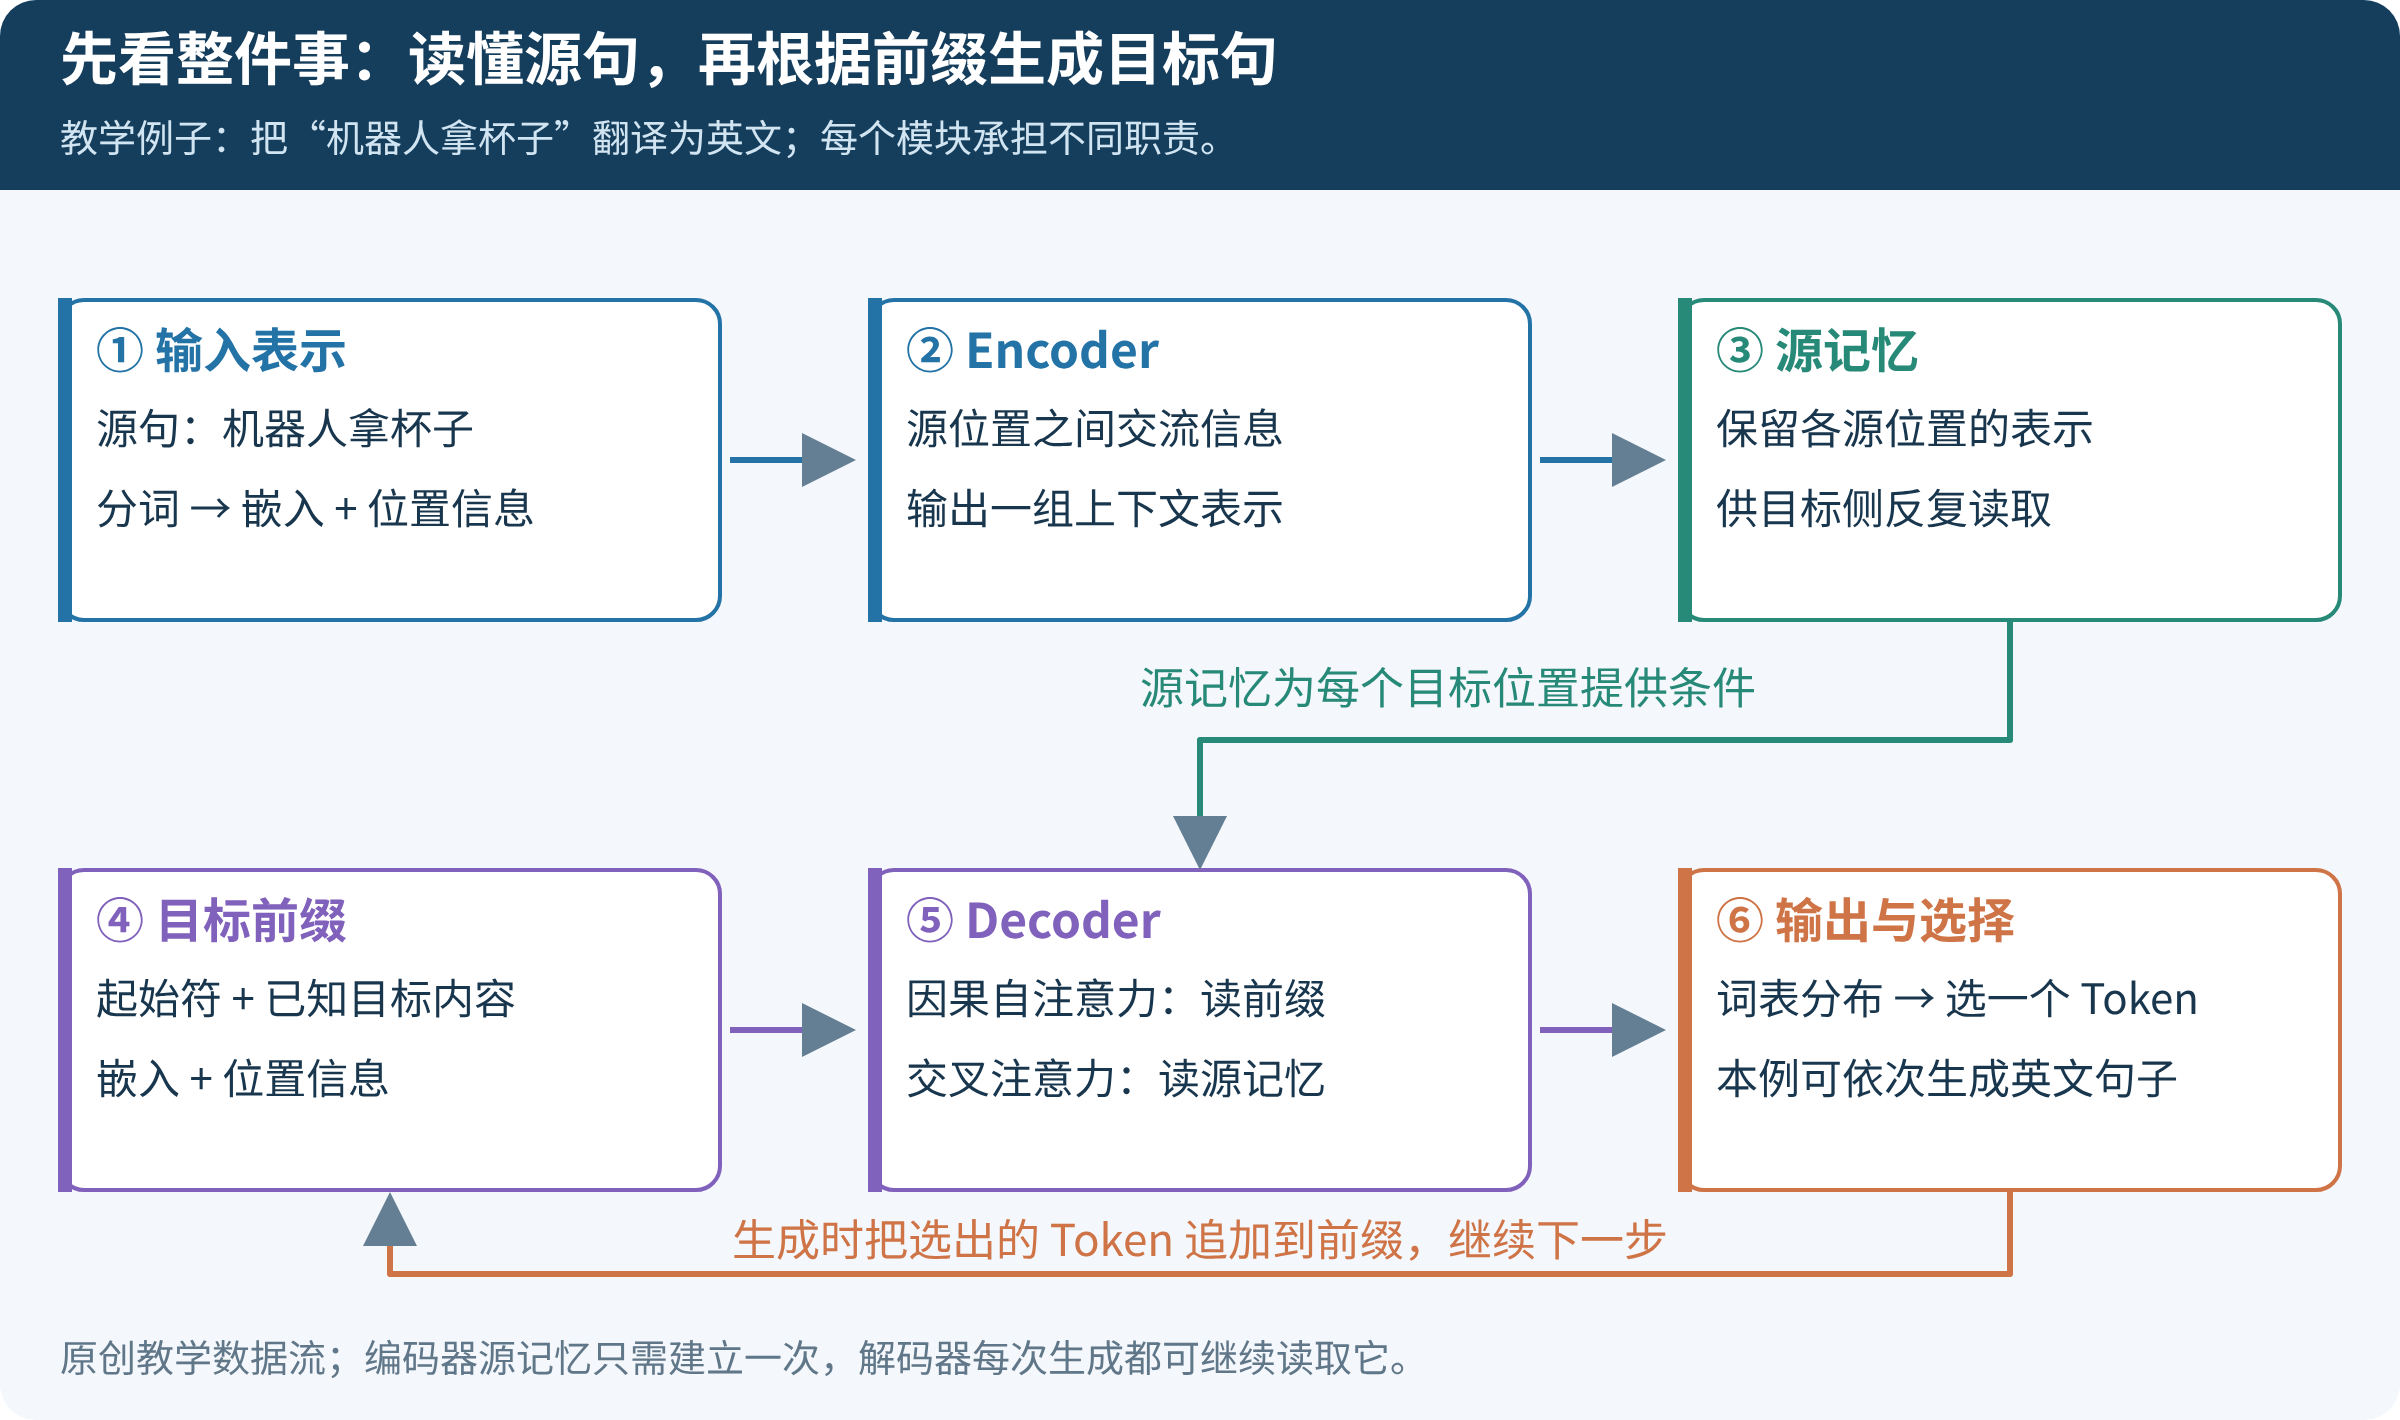 先看整件事：读懂源句，再根据前缀生成目标句
教学例子：把“机器人拿杯子”翻译为英文；每个模块承担不同职责。
① 输入表示
源句：机器人拿杯子
分词 → 嵌入 + 位置信息
② Encoder
源位置之间交流信息
输出一组上下文表示
③ 源记忆
保留各源位置的表示
供目标侧反复读取
源记忆为每个目标位置提供条件
④ 目标前缀
起始符 + 已知目标内容
嵌入 + 位置信息
⑤ Decoder
因果自注意力：读前缀
交叉注意力：读源记忆
⑥ 输出与选择
词表分布 → 选一个 Token
本例可依次生成英文句子
生成时把选出的 Token 追加到前缀，继续下一步
原创教学数据流；编码器源记忆只需建立一次，解码器每次生成都可继续读取它。